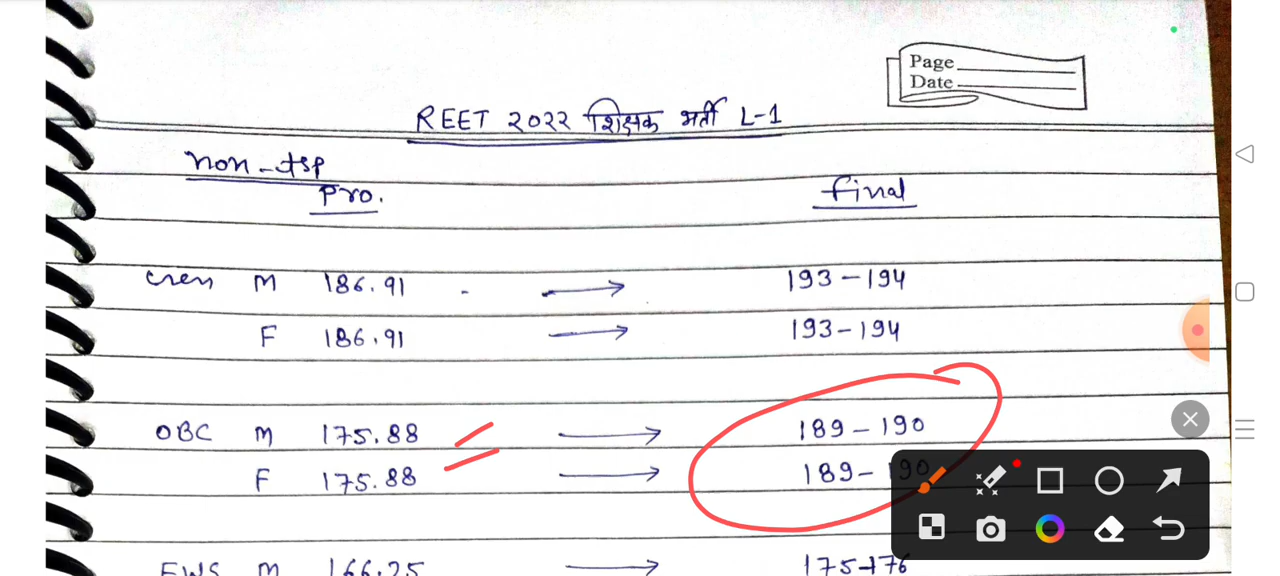 Page
Date
REET 2022 शिक्षक भर्ती L-1
non-tsp
Pro. Final
Gen M 186.91 → 193-194
F 186.91 → 193-194
OBC M 175.88 → 189-190
F 175.88 → 189-190
EWS M 166.25 → 175-176